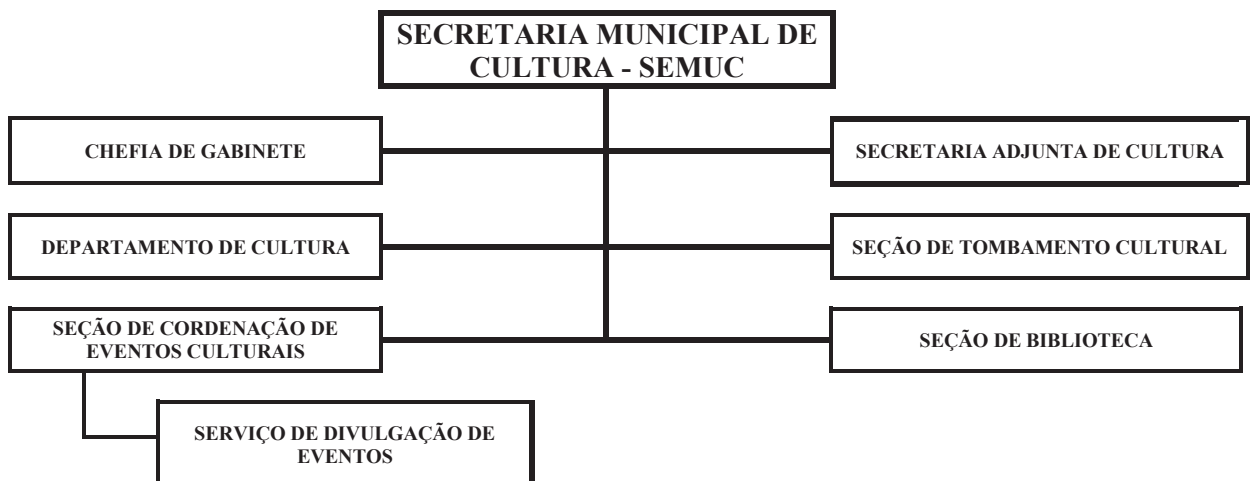 SECRETARIA MUNICIPAL DE
CULTURA - SEMUC
CHEFIA DE GABINETE
SECRETARIA ADJUNTA DE CULTURA
DEPARTAMENTO DE CULTURA
SEÇÃO DE TOMBAMENTO CULTURAL
SEÇÃO DE CORDENAÇÃO DE
EVENTOS CULTURAIS
SEÇÃO DE BIBLIOTECA
SERVIÇO DE DIVULGAÇÃO DE
EVENTOS